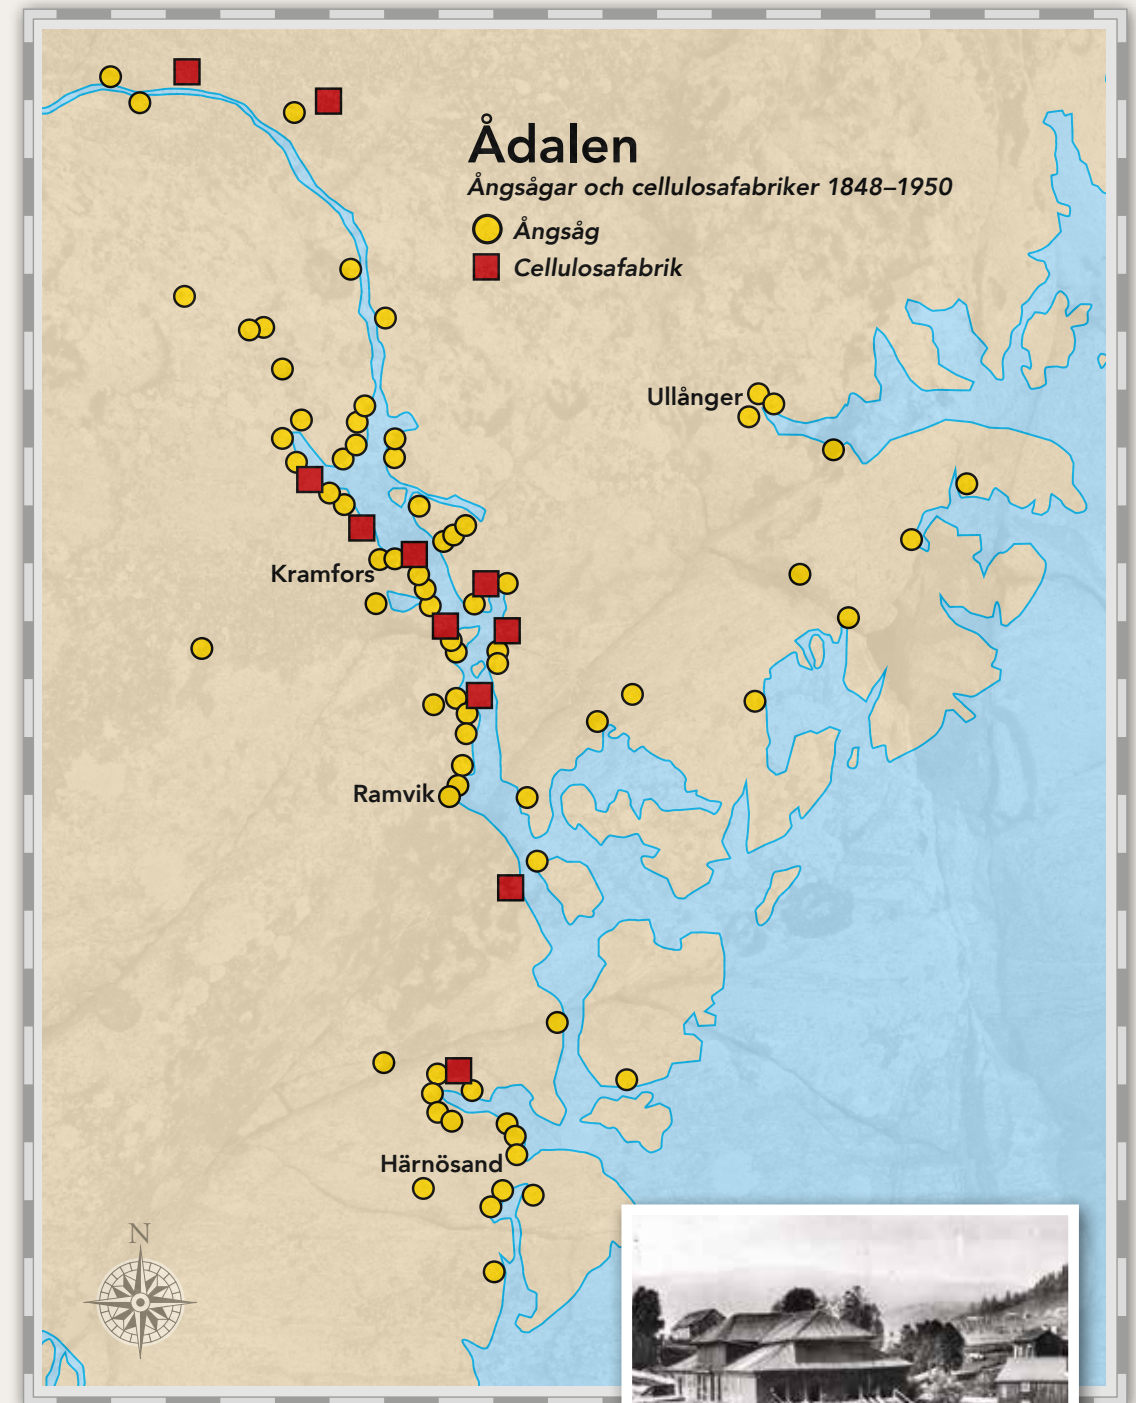 Ådalen
Ångsågar och cellulosafabriker 1848–1950
Ångsåg
Cellulosafabrik
Ullånger
Kramfors
Ramvik
Härnösand
N